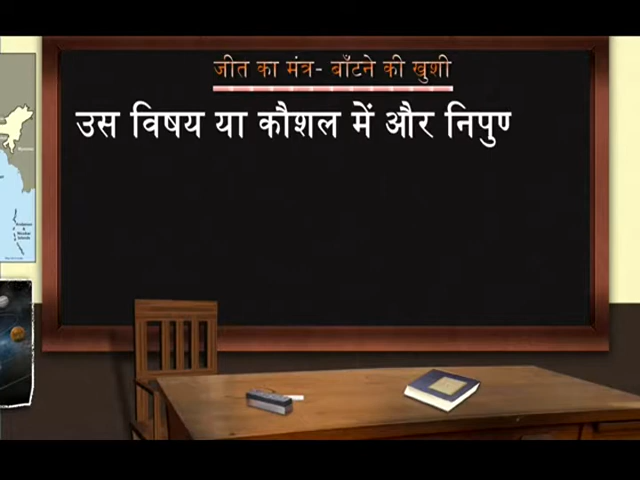 जीत का मंत्र- बाँटने की खुशी
उस विषय या कौशल में और निपुण